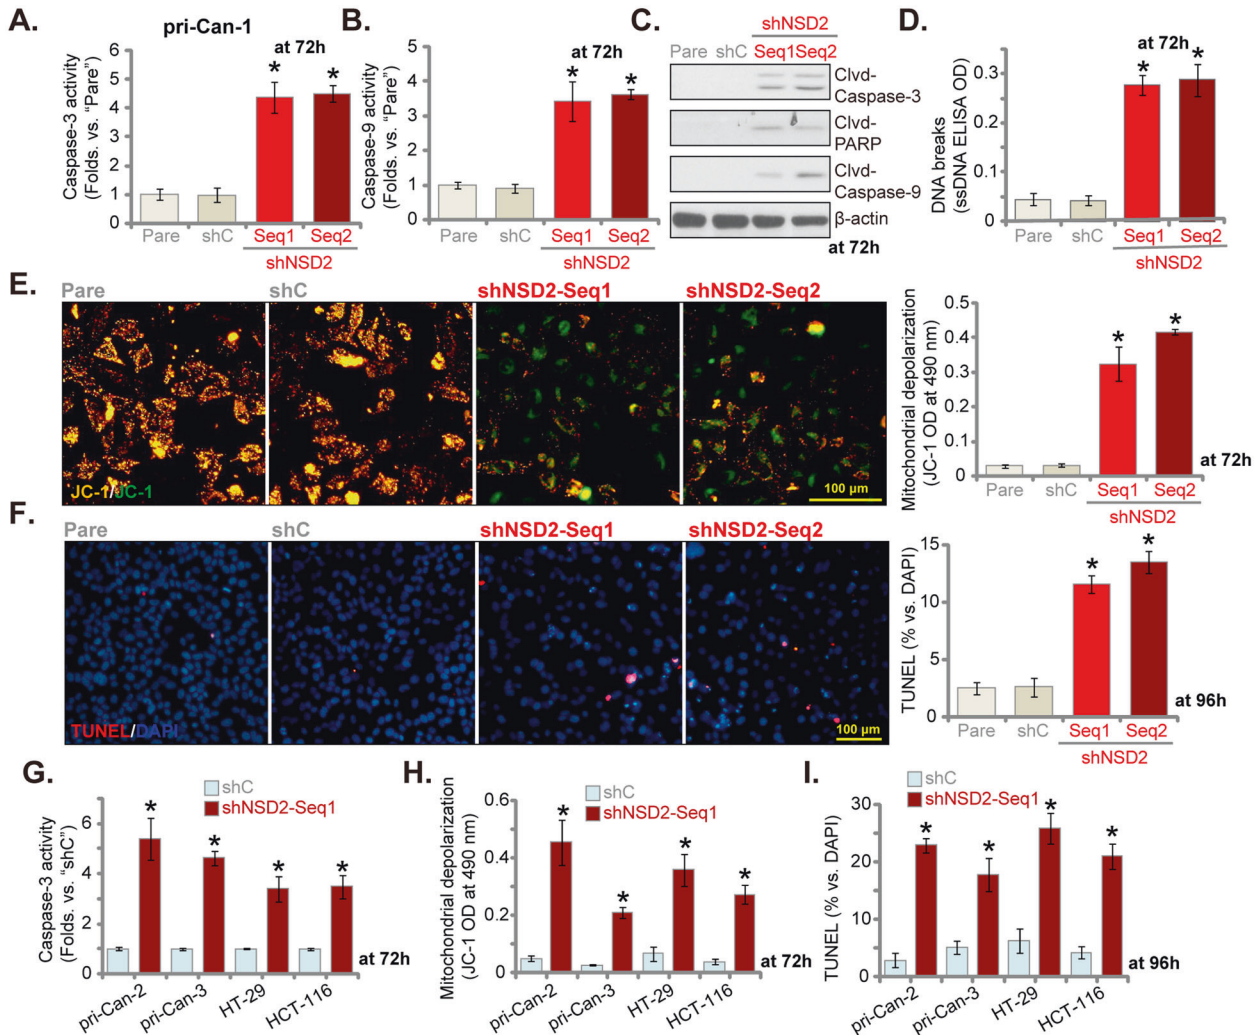 A.
pri-Can-1
Caspase-3 activity
(Folds. vs. “Pare”)
6
5
4
3
2
1
0
at 72h
*
*
Pare
shC
Seq1
Seq2
shNSD2
B.
Caspase-9 activity
(Folds. vs. “Pare”)
5
4
3
2
1
0
at 72h
*
*
Pare
shC
Seq1
Seq2
shNSD2
C.
shNSD2
Pare shC Seq1Seq2
Clvd-
Caspase-3
Clvd-
PARP
Clvd-
Caspase-9
β-actin
at 72h
D.
DNA breaks
(ssDNA ELISA OD)
0.3
0.2
0.1
0
at 72h
*
*
Pare
shC
Seq1
Seq2
shNSD2
E.
Pare
shC
shNSD2-Seq1
shNSD2-Seq2
JC-1/JC-1
100 µm
Mitochondrial depolarization
(JC-1 OD at 490 nm)
0.5
0.4
0.3
0.2
0.1
0
*
*
at 72h
Pare
shC
Seq1
Seq2
shNSD2
F.
Pare
shC
shNSD2-Seq1
shNSD2-Seq2
TUNEL/DAPI
100 µm
TUNEL (% vs. DAPI)
15
10
5
0
*
*
at 96h
Pare
shC
Seq1
Seq2
shNSD2
G.
shC
shNSD2-Seq1
Caspase-3 activity
(Folds. vs. “shC”)
6
4
2
0
*
*
*
*
at 72h
pri-Can-2
pri-Can-3
HT-29
HCT-116
H.
shC
shNSD2-Seq1
Mitochondrial depolarization
(JC-1 OD at 490 nm)
0.6
0.4
0.2
0
*
*
*
*
at 72h
pri-Can-2
pri-Can-3
HT-29
HCT-116
I.
shC
shNSD2-Seq1
TUNEL (% vs. DAPI)
30
20
10
0
*
*
*
*
at 96h
pri-Can-2
pri-Can-3
HT-29
HCT-116